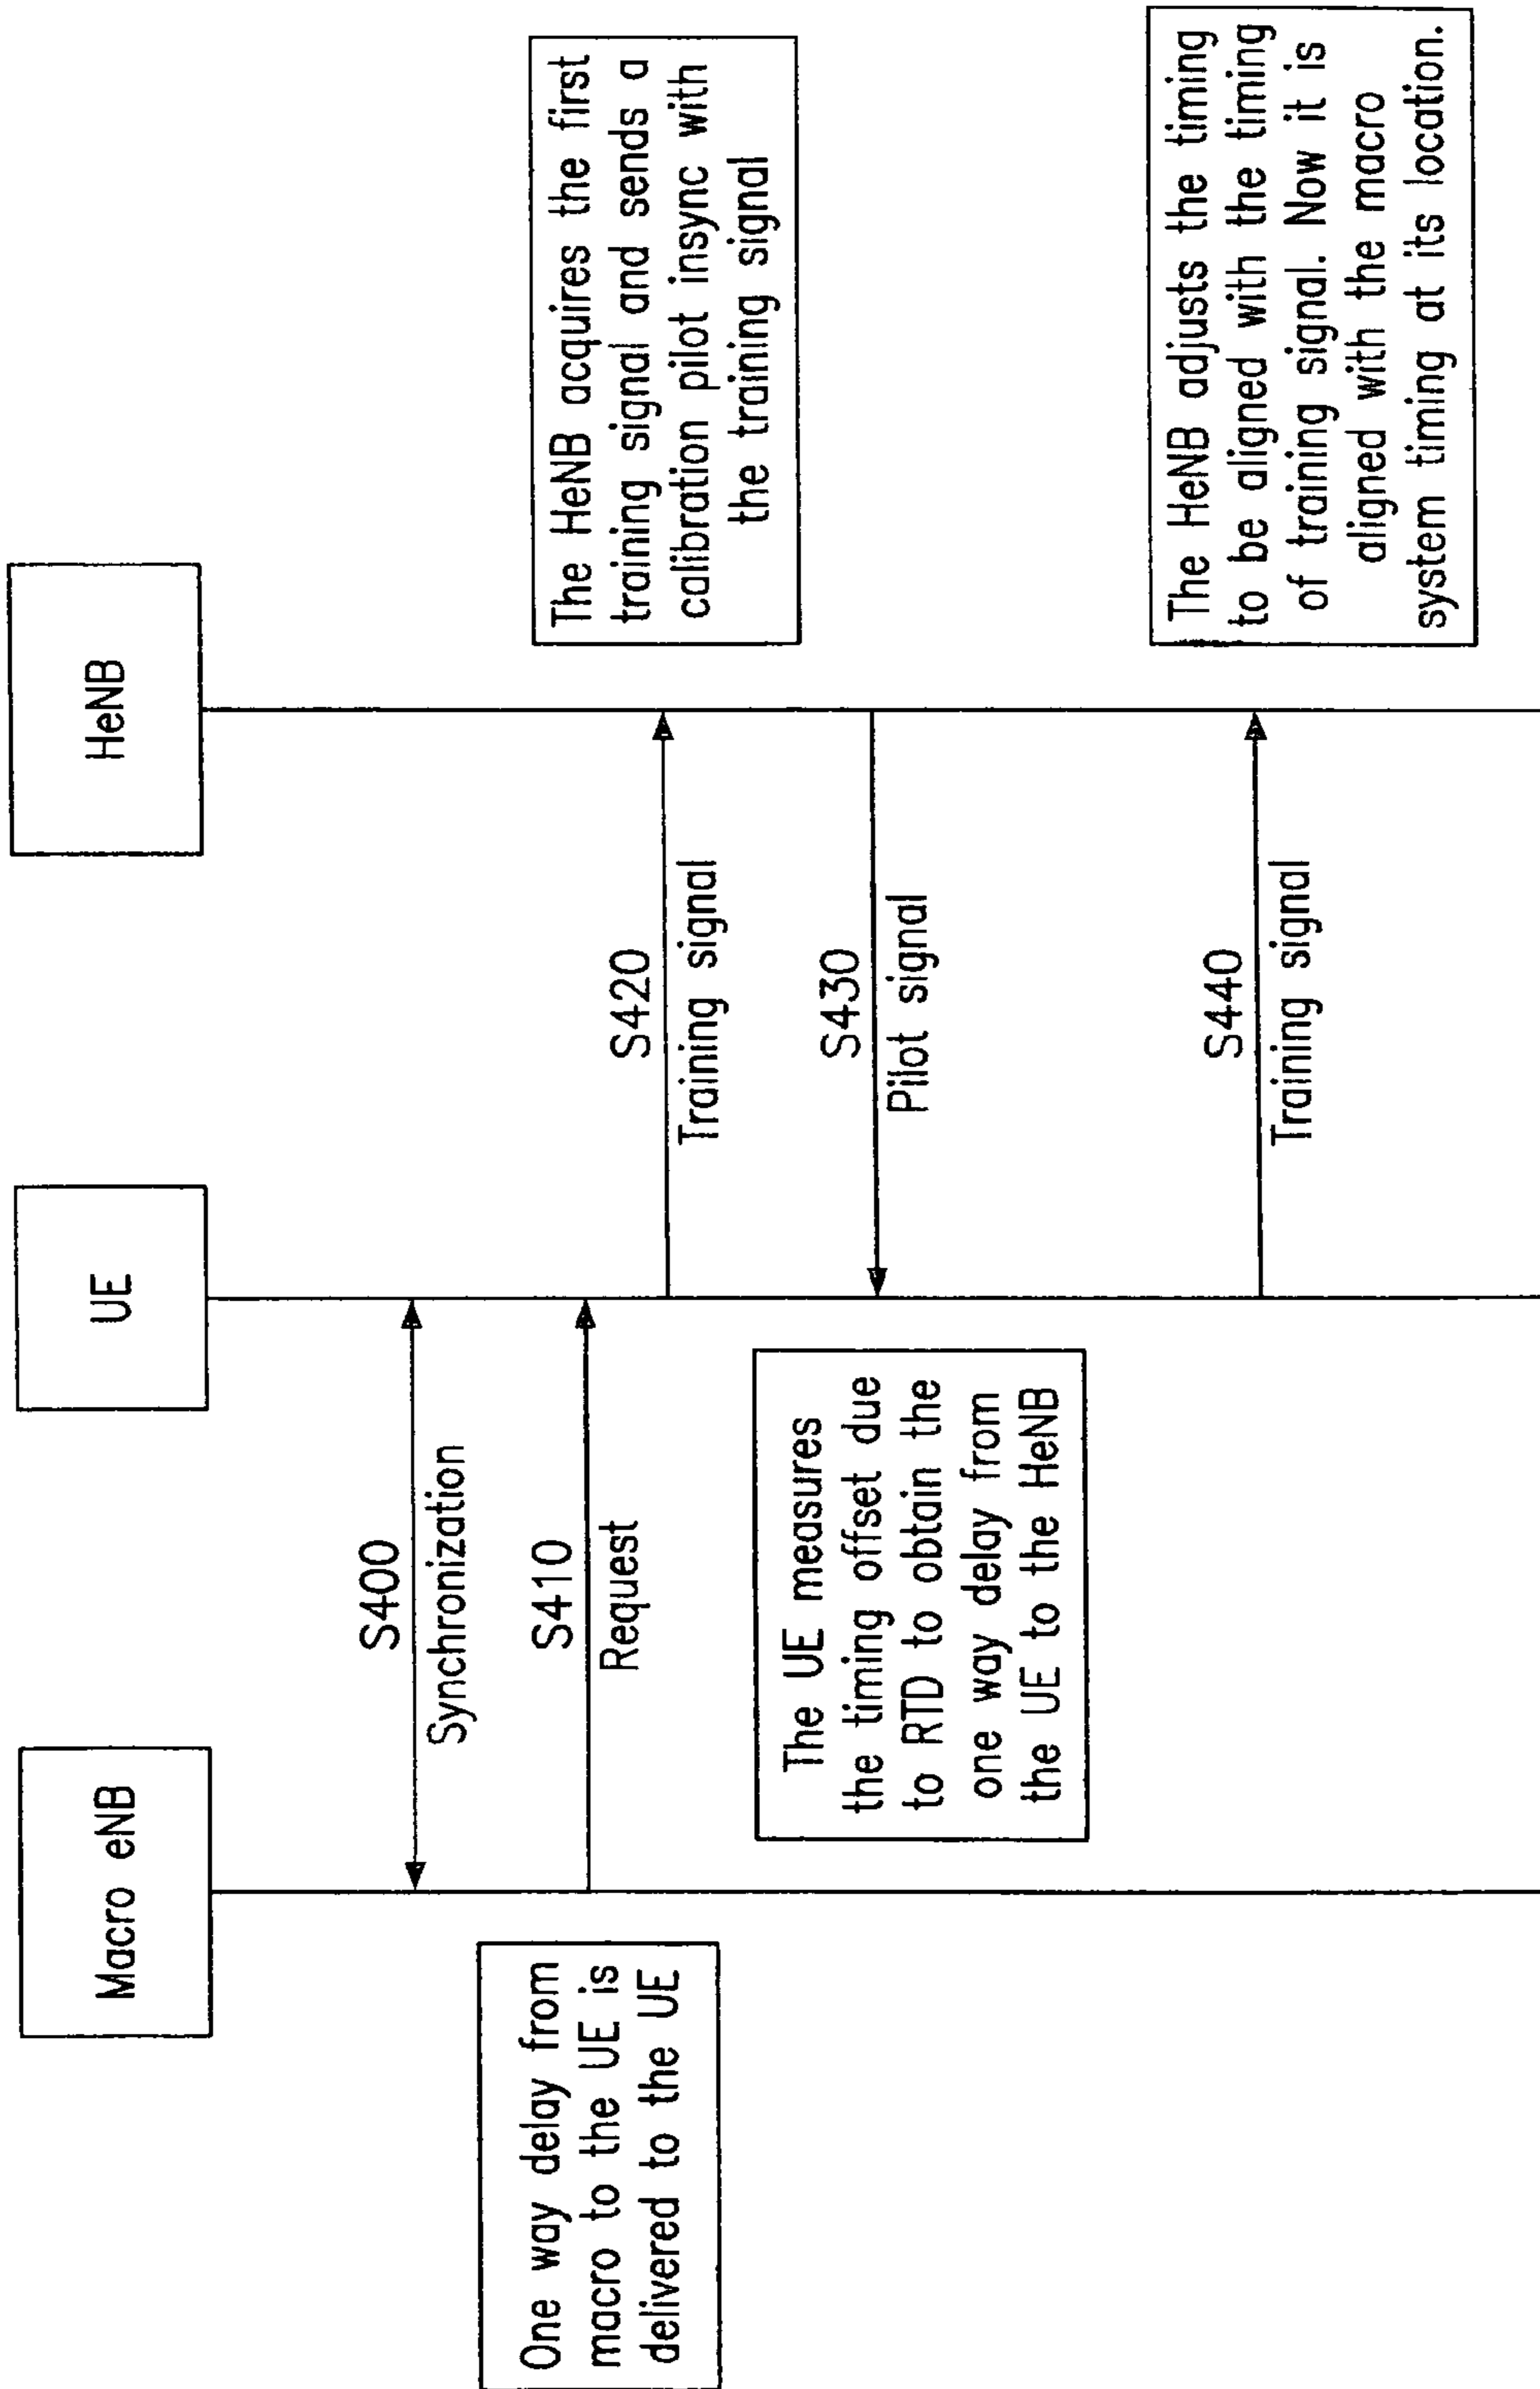 Macro eNB
UE
HeNB
S400
Synchronization
One way delay from
macro to the UE is
delivered to the UE
S410
Request
The HeNB acquires the first
training signal and sends a
calibration pilot insync with
the training signal
S420
Training signal
The UE measures
the timing offset due
to RTD to obtain the
one way delay from
the UE to the HeNB
S430
Pilot signal
S440
Training signal
The HeNB adjusts the timing
to be aligned with the timing
of training signal. Now it is
aligned with the macro
system timing at its location.